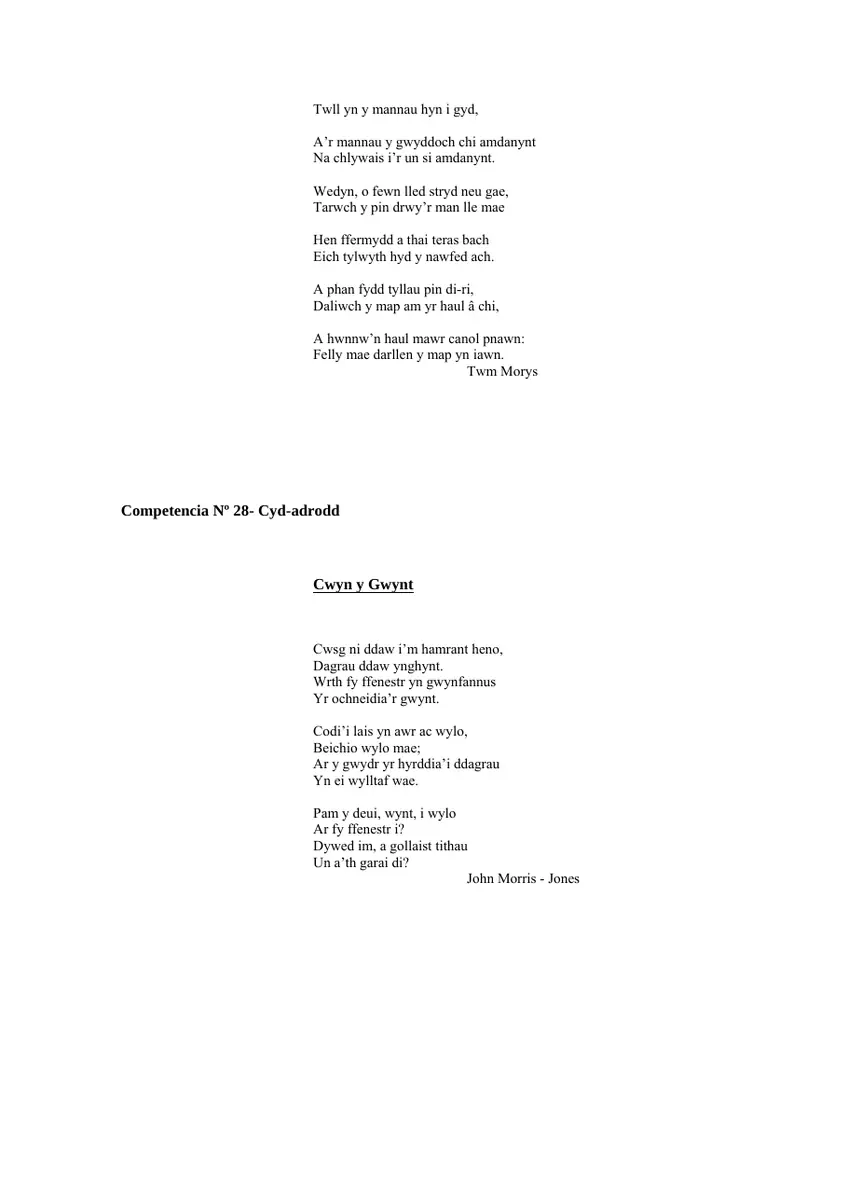 Twll yn y mannau hyn i gyd,
A’r mannau y gwyddoch chi amdanynt
Na chlywais i’r un si amdanynt.
Wedyn, o fewn lled stryd neu gae,
Tarwch y pin drwy’r man lle mae
Hen ffermydd a thai teras bach
Eich tylwyth hyd y nawfed ach.
A phan fydd tyllau pin di-ri,
Daliwch y map am yr haul â chi,
A hwnnw’n haul mawr canol pnawn:
Felly mae darllen y map yn iawn.
Twm Morys
Competencia Nº 28- Cyd-adrodd
Cwyn y Gwynt
Cwsg ni ddaw i’m hamrant heno,
Dagrau ddaw ynghynt.
Wrth fy ffenestr yn gwynfannus
Yr ochneidia’r gwynt.
Codi’i lais yn awr ac wylo,
Beichio wylo mae;
Ar y gwydr yr hyrddia’i ddagrau
Yn ei wylltaf wae.
Pam y deui, wynt, i wylo
Ar fy ffenestr i?
Dywed im, a gollaist tithau
Un a’th garai di?
John Morris - Jones